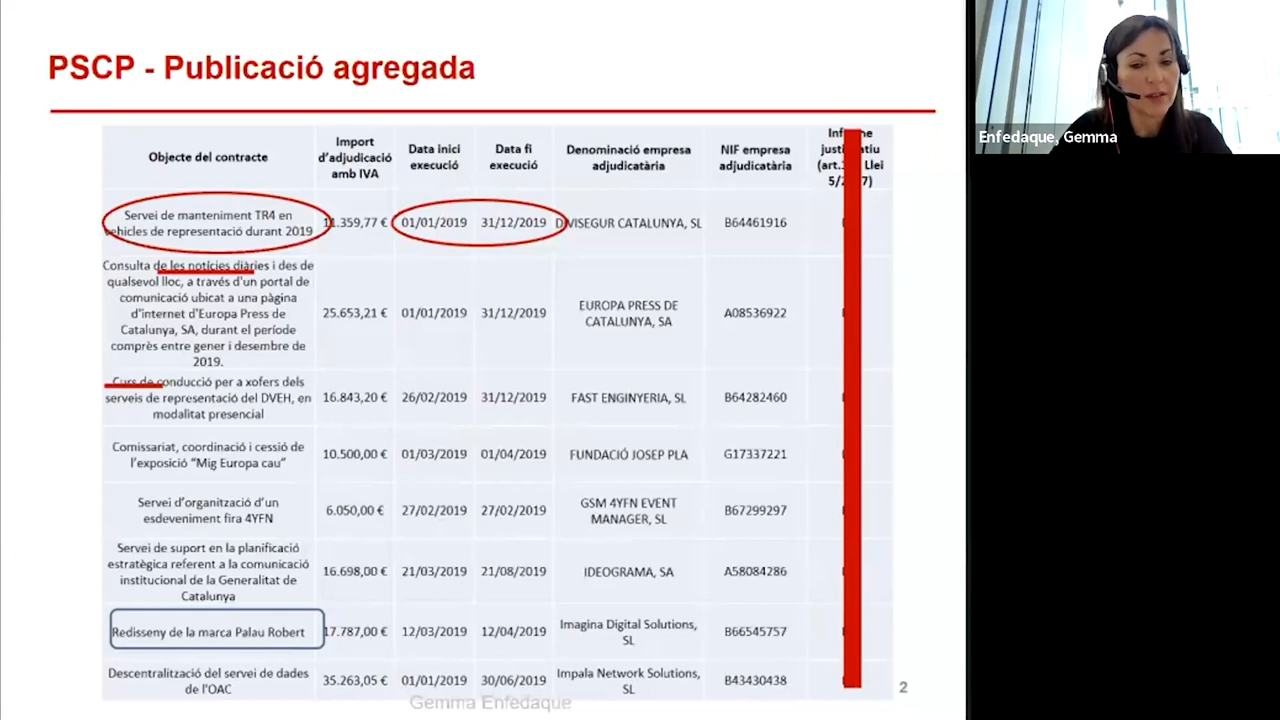 PSCP - Publicació agregada
Objecte del contracte
Import
d'adjudicació
amb IVA
Data inici
execució
Data fi
execució
Denominació empresa
adjudicatària
NIF empresa
adjudicatària
Servei de manteniment TR4 en
vehicles de representació durant 2019
11.359,77 €
01/01/2019
31/12/2019
DIVISEGUR CATALUNYA, SL
B64461916
Consulta de les notícies diàries i des de
qualsevol lloc, a través d'un portal de
comunicació ubicat a una pàgina
d'internet d'Europa Press de
Catalunya, SA, durant el període
comprès entre gener i desembre de
2019.
25.653,21 €
01/01/2019
31/12/2019
EUROPA PRESS DE
CATALUNYA, SA
A08536922
Curs de conducció per a xofers dels
serveis de representació del DVEH, en
modalitat presencial
16.843,20 €
26/02/2019
31/12/2019
FAST ENGINYERIA, SL
B64282460
Comissariat, coordinació i cessió de
l'exposició "Mig Europa cau"
10.500,00 €
01/03/2019
01/04/2019
FUNDACIÓ JOSEP PLA
G17337221
Servei d'organització d'un
esdeveniment fira 4YFN
6.050,00 €
27/02/2019
27/02/2019
GSM 4YFN EVENT
MANAGER, SL
B67299297
Servei de suport en la planificació
estratègica referent a la comunicació
institucional de la Generalitat de
Catalunya
16.698,00 €
21/03/2019
21/08/2019
IDEOGRAMA, SA
A58084286
Redisseny de la marca Palau Robert
17.787,00 €
12/03/2019
12/04/2019
Imagina Digital Solutions,
SL
B66545757
Descentralització del servei de dades
de l'OAC
35.263,05 €
01/01/2019
30/06/2019
Impala Network Solutions,
SL
B43430438
Gemma Enfedaque
2
Enfedaque, Gemma